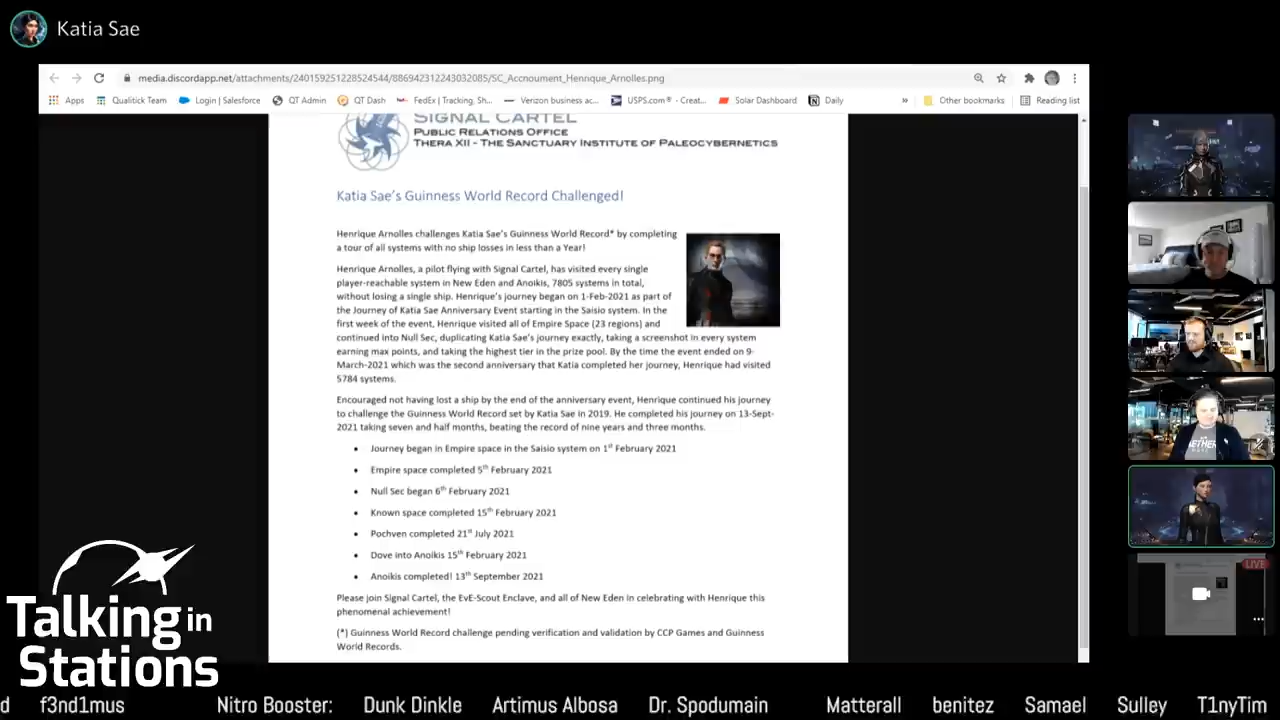 Katia Sae
media.discordapp.net/attachments/240159251228524544/886942312243032085/SC_Accnoument_Hennque_Arnolles.png
Apps Qualitick Team Login | Salesforce QT Admin QT Dash FedEx | Tracking, Sh... Verizon business ac... USPS.com® - Creat... Solar Dashboard Daily » Other bookmarks Reading list
SIGNAL CARTEL
PUBLIC RELATIONS OFFICE
THERA XII - THE SANCTUARY INSTITUTE OF PALEOCYBERNETICS
Katia Sae's Guinness World Record Challenged!
Henrique Arnolles challenges Katia Sae's Guinness World Record* by completing
a tour of all systems with no ship losses in less than a Year!
Henrique Arnolles, a pilot flying with Signal Cartel, has visited every single
player-reachable system in New Eden and Anoikis, 7805 systems in total,
without losing a single ship. Henrique's journey began on 1-Feb-2021 as part of
the Journey of Katia Sae Anniversary Event starting in the Saisio system. In the
first week of the event, Henrique visited all of Empire Space (23 regions) and
continued into Null Sec, duplicating Katia Sae's journey exactly, taking a screenshot in every system
earning max points, and taking the highest tier in the prize pool. By the time the event ended on 9-
March-2021 which was the second anniversary that Katia completed her journey, Henrique had visited
5784 systems.
Encouraged not having lost a ship by the end of the anniversary event, Henrique continued his journey
to challenge the Guinness World Record set by Katia Sae in 2019. He completed his journey on 13-Sept-
2021 taking seven and half months, beating the record of nine years and three months.
• Journey began in Empire space in the Saisio system on 1st February 2021
• Empire space completed 5th February 2021
• Null Sec began 6th February 2021
• Known space completed 15th February 2021
• Pochven completed 21st July 2021
• Dove into Anoikis 15th February 2021
• Anoikis completed! 13th September 2021
Please join Signal Cartel, the EvE-Scout Enclave, and all of New Eden in celebrating with Henrique this
phenomenal achievement!
(*) Guinness World Record challenge pending verification and validation by CCP Games and Guinness
World Records.
LIVE
Talking in
Stations
d f3nd1mus Nitro Booster: Dunk Dinkle Artimus Albosa Dr. Spodumain Matterall benitez Samael Sulley T1nyTim